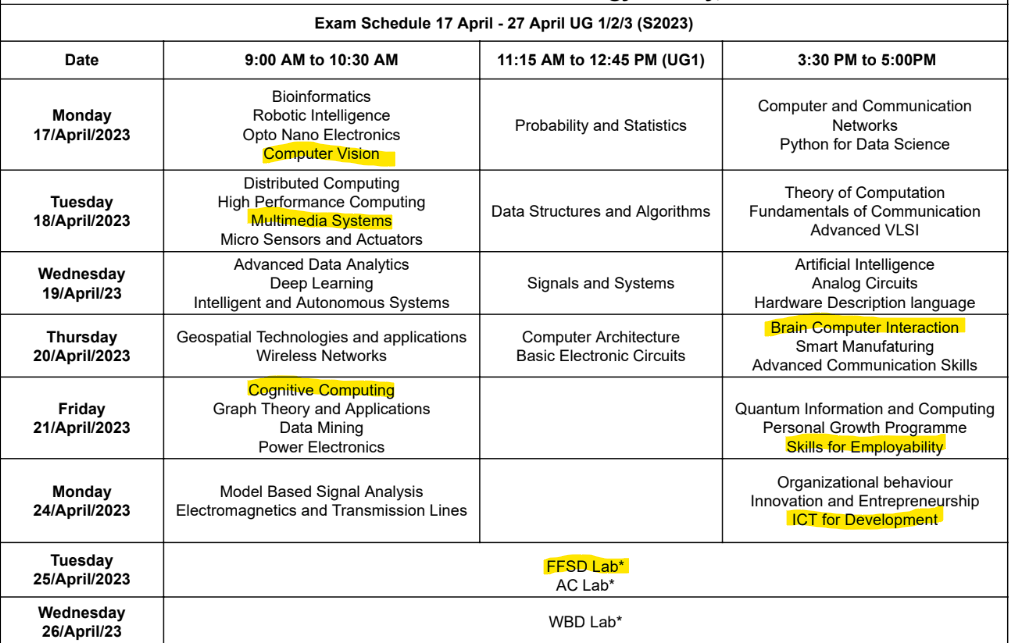 Exam Schedule 17 April - 27 April UG 1/2/3 (S2023)
Date
9:00 AM to 10:30 AM
11:15 AM to 12:45 PM (UG1)
3:30 PM to 5:00PM
Monday
17/April/2023
Bioinformatics
Robotic Intelligence
Opto Nano Electronics
Computer Vision
Probability and Statistics
Computer and Communication
Networks
Python for Data Science
Tuesday
18/April/2023
Distributed Computing
High Performance Computing
Multimedia Systems
Micro Sensors and Actuators
Data Structures and Algorithms
Theory of Computation
Fundamentals of Communication
Advanced VLSI
Wednesday
19/April/23
Advanced Data Analytics
Deep Learning
Intelligent and Autonomous Systems
Signals and Systems
Artificial Intelligence
Analog Circuits
Hardware Description language
Thursday
20/April/2023
Geospatial Technologies and applications
Wireless Networks
Computer Architecture
Basic Electronic Circuits
Brain Computer Interaction
Smart Manufaturing
Advanced Communication Skills
Friday
21/April/2023
Cognitive Computing
Graph Theory and Applications
Data Mining
Power Electronics
Quantum Information and Computing
Personal Growth Programme
Skills for Employability
Monday
24/April/2023
Model Based Signal Analysis
Electromagnetics and Transmission Lines
Organizational behaviour
Innovation and Entrepreneurship
ICT for Development
Tuesday
25/April/2023
FFSD Lab*
AC Lab*
Wednesday
26/April/23
WBD Lab*